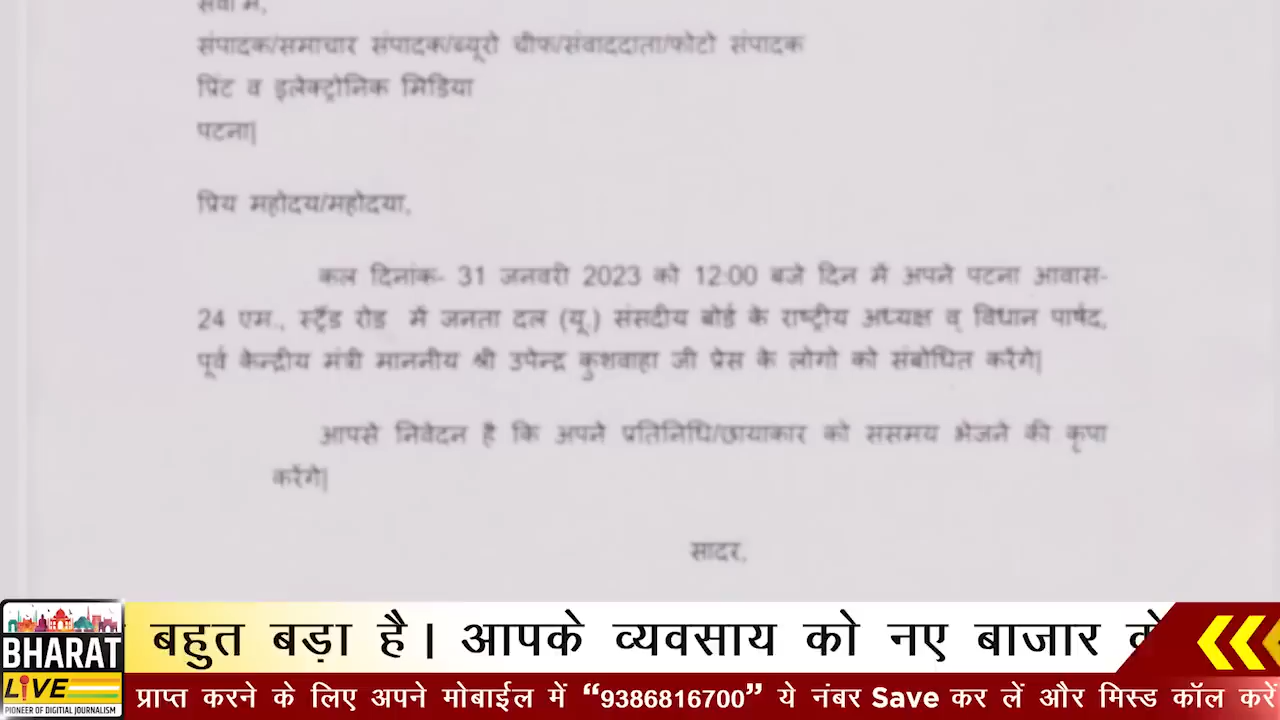 सेवा में,
संपादक/समाचार संपादक/ब्यूरो चीफ/संवाददाता/फोटो संपादक
प्रिंट व इलेक्ट्रोनिक मिडिया
पटना|
प्रिय महोदय/महोदया,
कल दिनांक- 31 जनवरी 2023 को 12:00 बजे दिन में अपने पटना आवास-
24 एम., स्ट्रैंड रोड में जनता दल (यू.) संसदीय बोर्ड के राष्ट्रीय अध्यक्ष व् विधान पार्षद,
पूर्व केन्द्रीय मंत्री माननीय श्री उपेन्द्र कुशवाहा जी प्रेस के लोगो को संबोधित करेंगे|
आपसे निवेदन है कि अपने प्रतिनिधि/छायाकार को ससमय भेजने की कृपा
करेंगे|
सादर,
बहुत बड़ा है। आपके व्यवसाय को नए बाजार
प्राप्त करने के लिए अपने मोबाईल में “9386816700” ये नंबर Save कर लें और मिस्ड कॉल करें
BHARAT
LIVE
PIONEER OF DIGITAL JOURNALISM